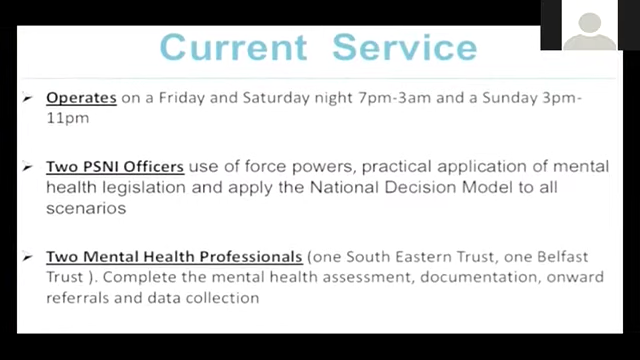 Current Service
➢ Operates on a Friday and Saturday night 7pm-3am and a Sunday 3pm-
11pm
➢ Two PSNI Officers use of force powers, practical application of mental
health legislation and apply the National Decision Model to all
scenarios
➢ Two Mental Health Professionals (one South Eastern Trust, one Belfast
Trust ). Complete the mental health assessment, documentation, onward
referrals and data collection